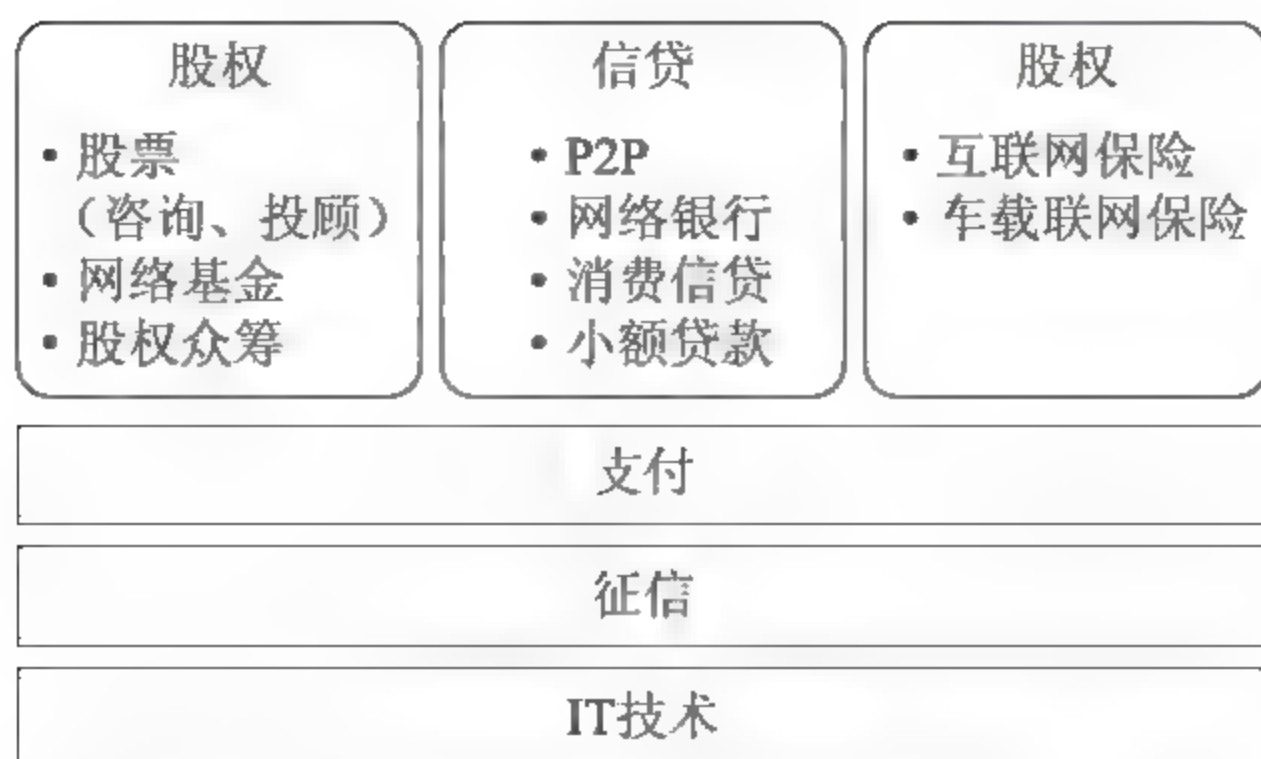 股权
• 股票
（咨询、投顾）
• 网络基金
• 股权众筹
信贷
• P2P
• 网络银行
• 消费信贷
• 小额贷款
股权
• 互联网保险
• 车载联网保险
支付
征信
IT技术